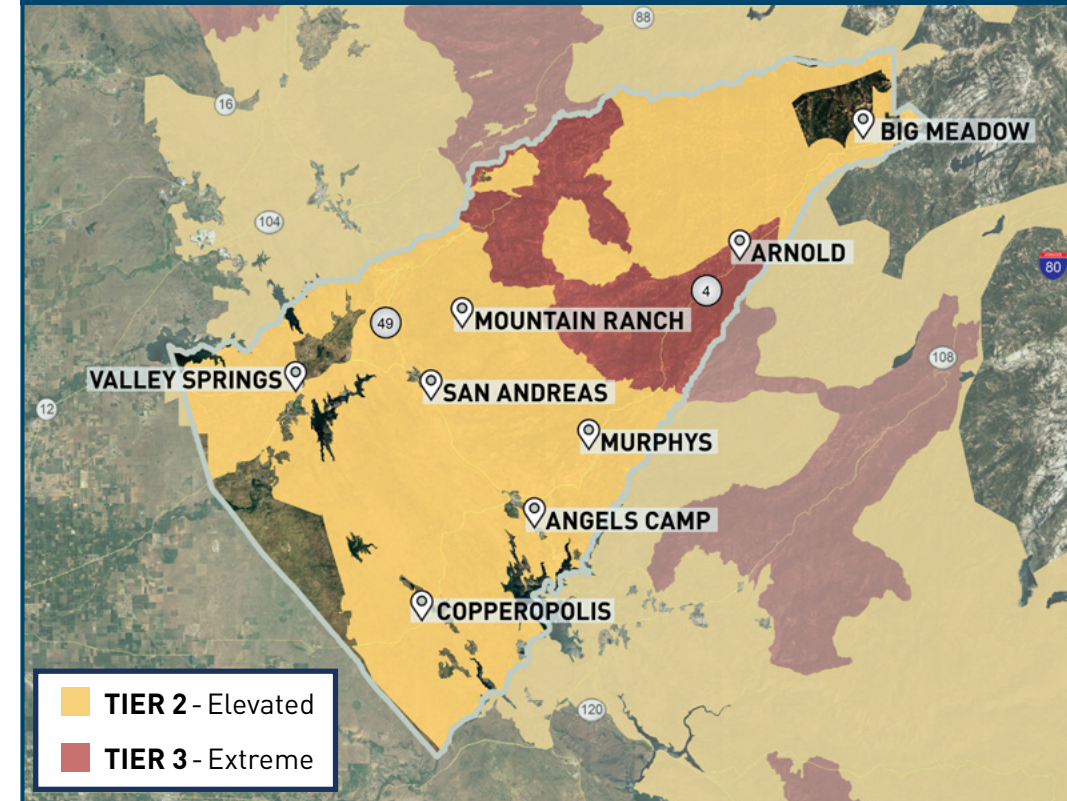 88
16
BIG MEADOW
104
ARNOLD
80
4
49
MOUNTAIN RANCH
108
VALLEY SPRINGS
SAN ANDREAS
12
MURPHYS
ANGELS CAMP
COPPEROPOLIS
TIER 2 - Elevated
120
TIER 3 - Extreme